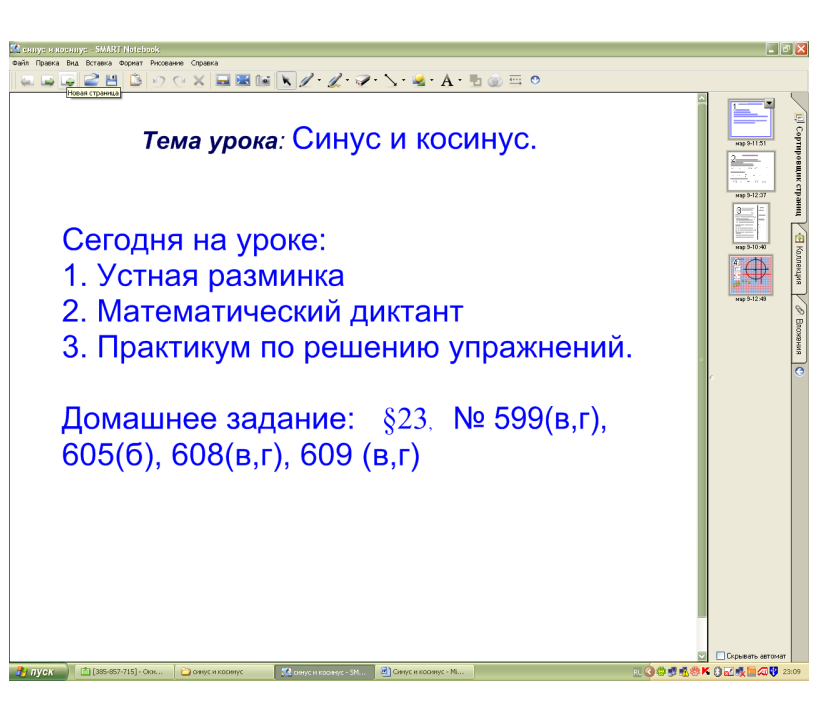 синус и косинус - SMART Notebook
Файл Правка Вид Вставка Формат Рисование Справка
Новая страница
Тема урока: Синус и косинус.
Сегодня на уроке:
1. Устная разминка
2. Математический диктант
3. Практикум по решению упражнений.
Домашнее задание: §23, № 599(в,г),
605(б), 608(в,г), 609 (в,г)
1
мар 9-11:51
2
мар 9-12:37
3
мар 9-10:40
4
мар 9-12:49
Сортировщик страниц
Коллекция
Вложения
Скрывать автомат
пуск
[385-857-715] - Окн...
синус и косинус
синус и косинус - SM...
Синус и косинус - Mi...
RL
23:09